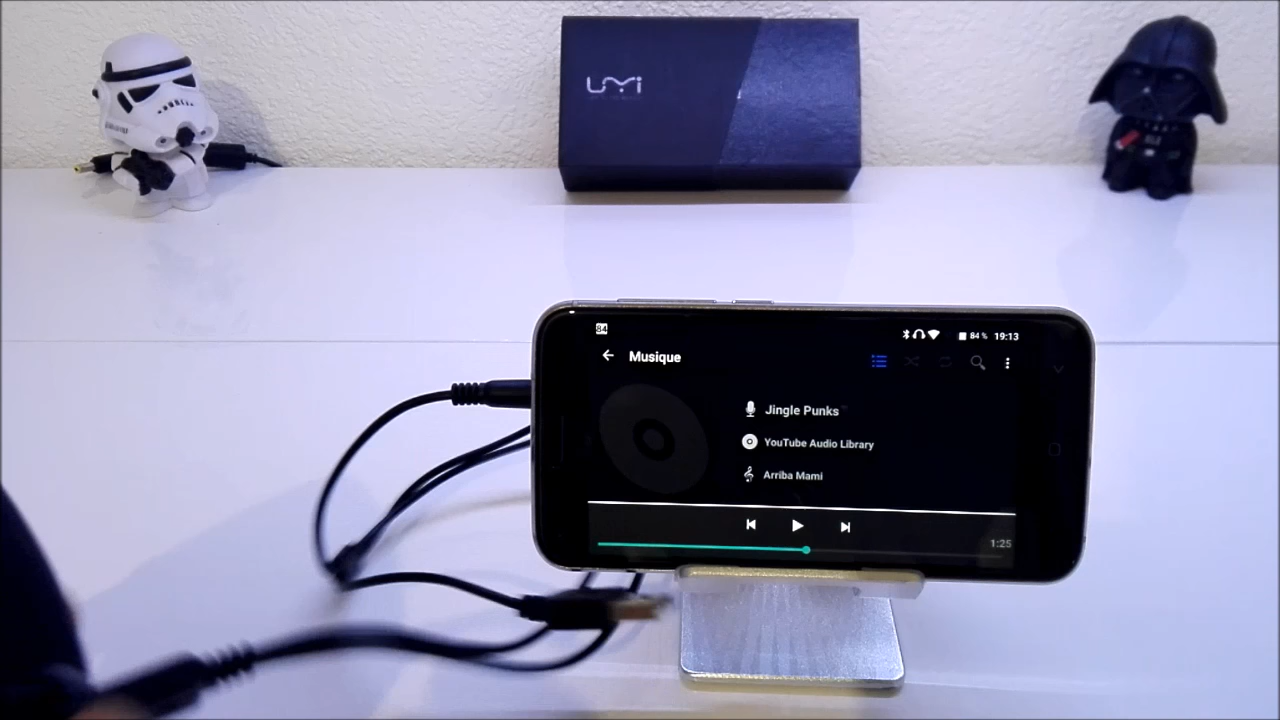 UMi
84
84 % 19:13
Musique
Jingle Punks
YouTube Audio Library
Arriba Mami
1:25